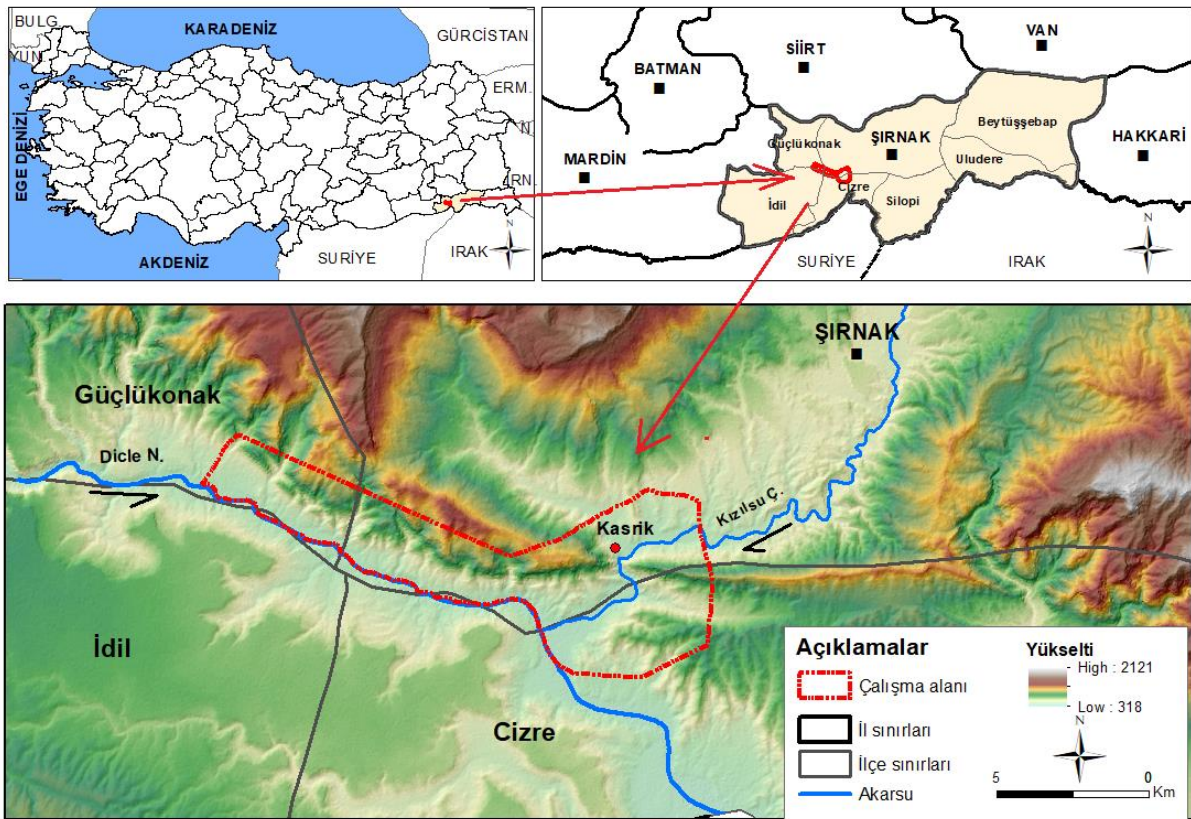 BULG.
KARADENİZ
GÜRCİSTAN
YUN.
ERM.
N.
EGE DENİZİ
İRN.
N
AKDENİZ
SURİYE
IRAK
VAN
SİİRT
BATMAN
Beytüşşebap
Güçlükonak
ŞIRNAK
HAKKARİ
MARDİN
Uludere
Cizre
İdil
Silopi
N
SURİYE
IRAK
ŞIRNAK
Güçlükonak
Dicle N.
Kızılsu Ç.
Kasrik
İdil
Cizre
Açıklamalar
Çalışma alanı
İl sınırları
İlçe sınırları
Akarsu
Yükselti
High : 2121
Low : 318
N
5 0
Km